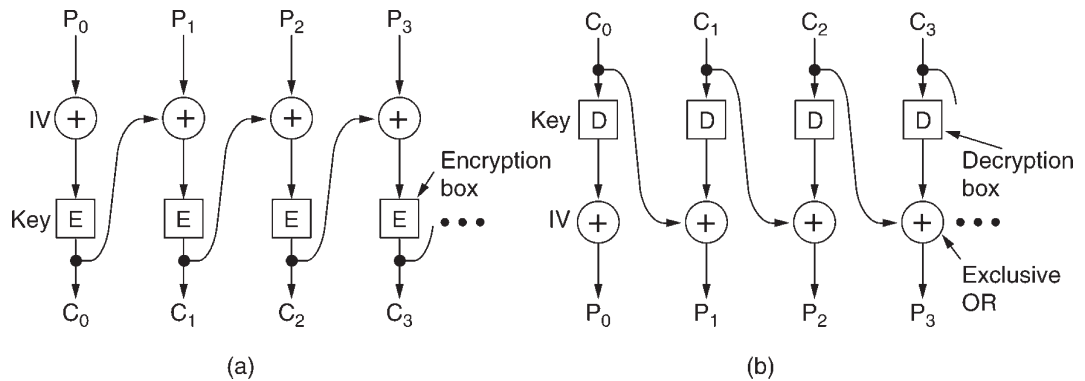 P₀ P₁ P₂ P₃
IV + + + +
Encryption
box
Key E E E E
C₀ C₁ C₂ C₃
(a)
C₀ C₁ C₂ C₃
Key D D D D
Decryption
box
IV + + + +
Exclusive
OR
P₀ P₁ P₂ P₃
(b)